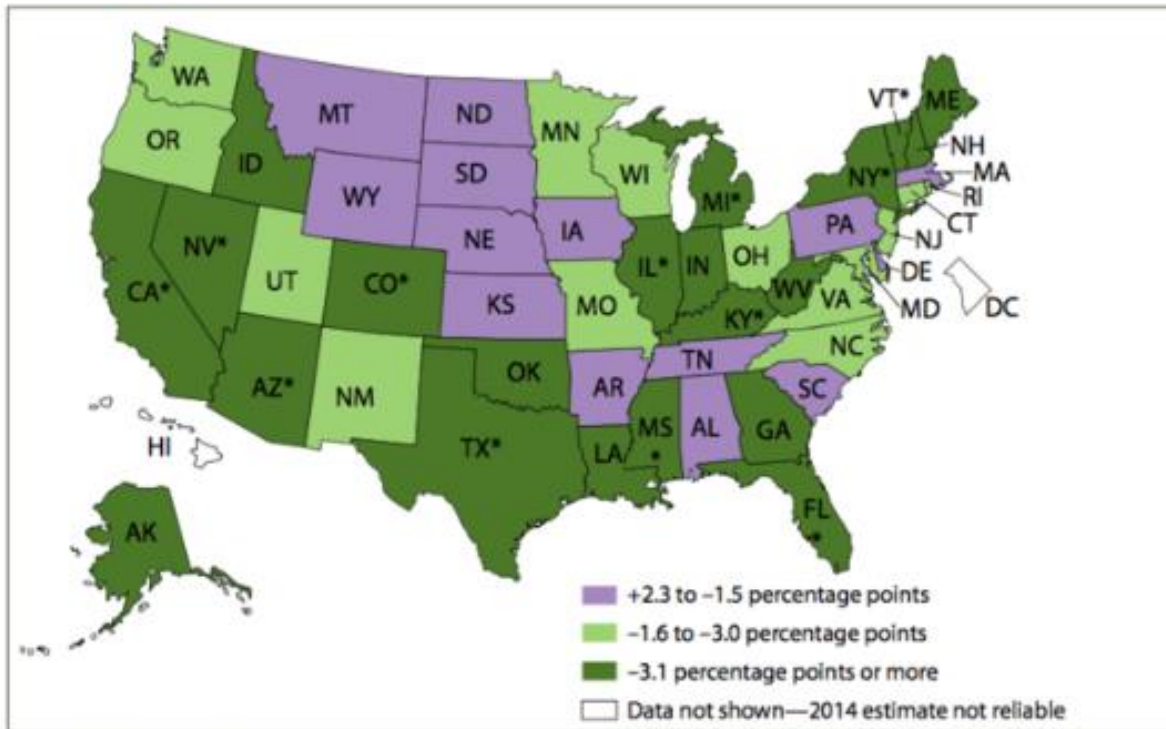 WA
MT
ND
MN
VT*
ME
OR
ID
SD
WI
NH
WY
MI*
NY*
MA
RI
CT
NV*
NE
IA
PA
NJ
UT
CO*
IL*
IN
OH
DE
CA*
KS
MO
WV
VA
MD
DC
KY*
NC
AZ*
NM
OK
AR
TN
SC
HI
TX*
LA
MS
*
AL
GA
AK
FL
*
+2.3 to –1.5 percentage points
–1.6 to –3.0 percentage points
–3.1 percentage points or more
Data not shown—2014 estimate not reliable